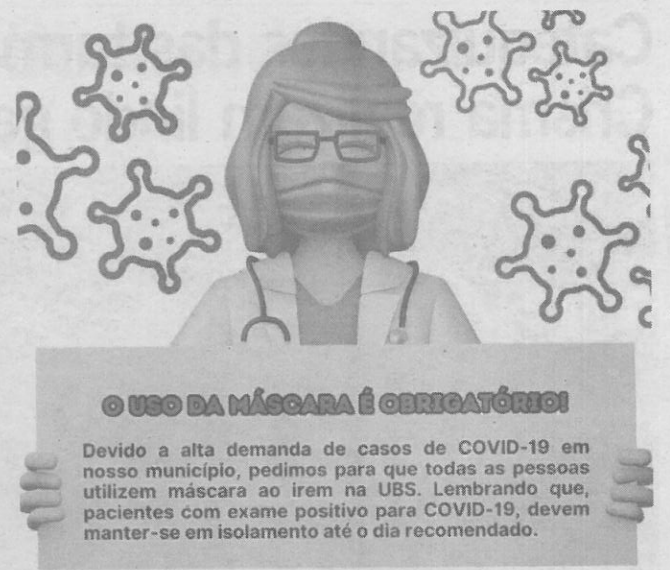 O USO DA MÁSCARA É OBRIGATÓRIO!
Devido a alta demanda de casos de COVID-19 em
nosso município, pedimos para que todas as pessoas
utilizem máscara ao irem na UBS. Lembrando que,
pacientes com exame positivo para COVID-19, devem
manter-se em isolamento até o dia recomendado.